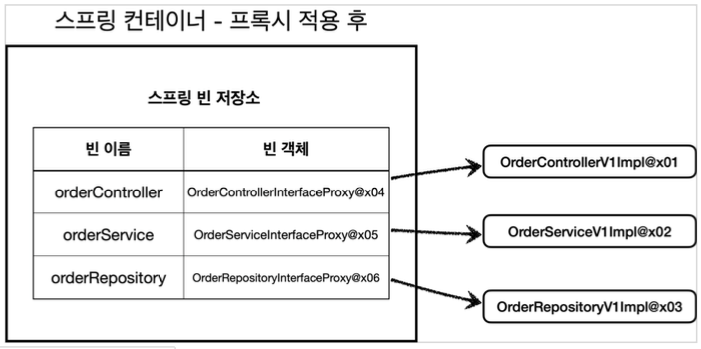 스프링 컨테이너 - 프록시 적용 후
스프링 빈 저장소
빈 이름 빈 객체
orderController OrderControllerInterfaceProxy@x04
orderService OrderServiceInterfaceProxy@x05
orderRepository OrderRepositoryInterfaceProxy@x06
OrderControllerV1Impl@x01
OrderServiceV1Impl@x02
OrderRepositoryV1Impl@x03